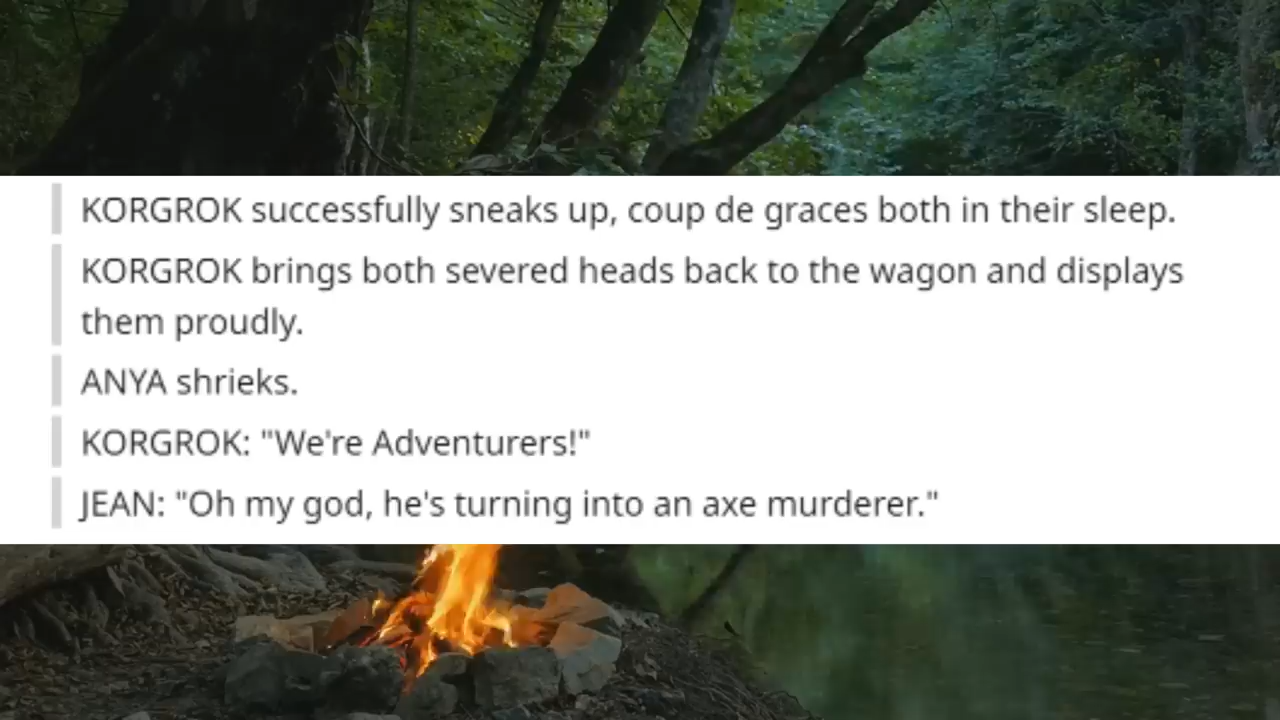 KORGROK successfully sneaks up, coup de graces both in their sleep.
KORGROK brings both severed heads back to the wagon and displays
them proudly.
ANYA shrieks.
KORGROK: "We're Adventurers!"
JEAN: "Oh my god, he's turning into an axe murderer."